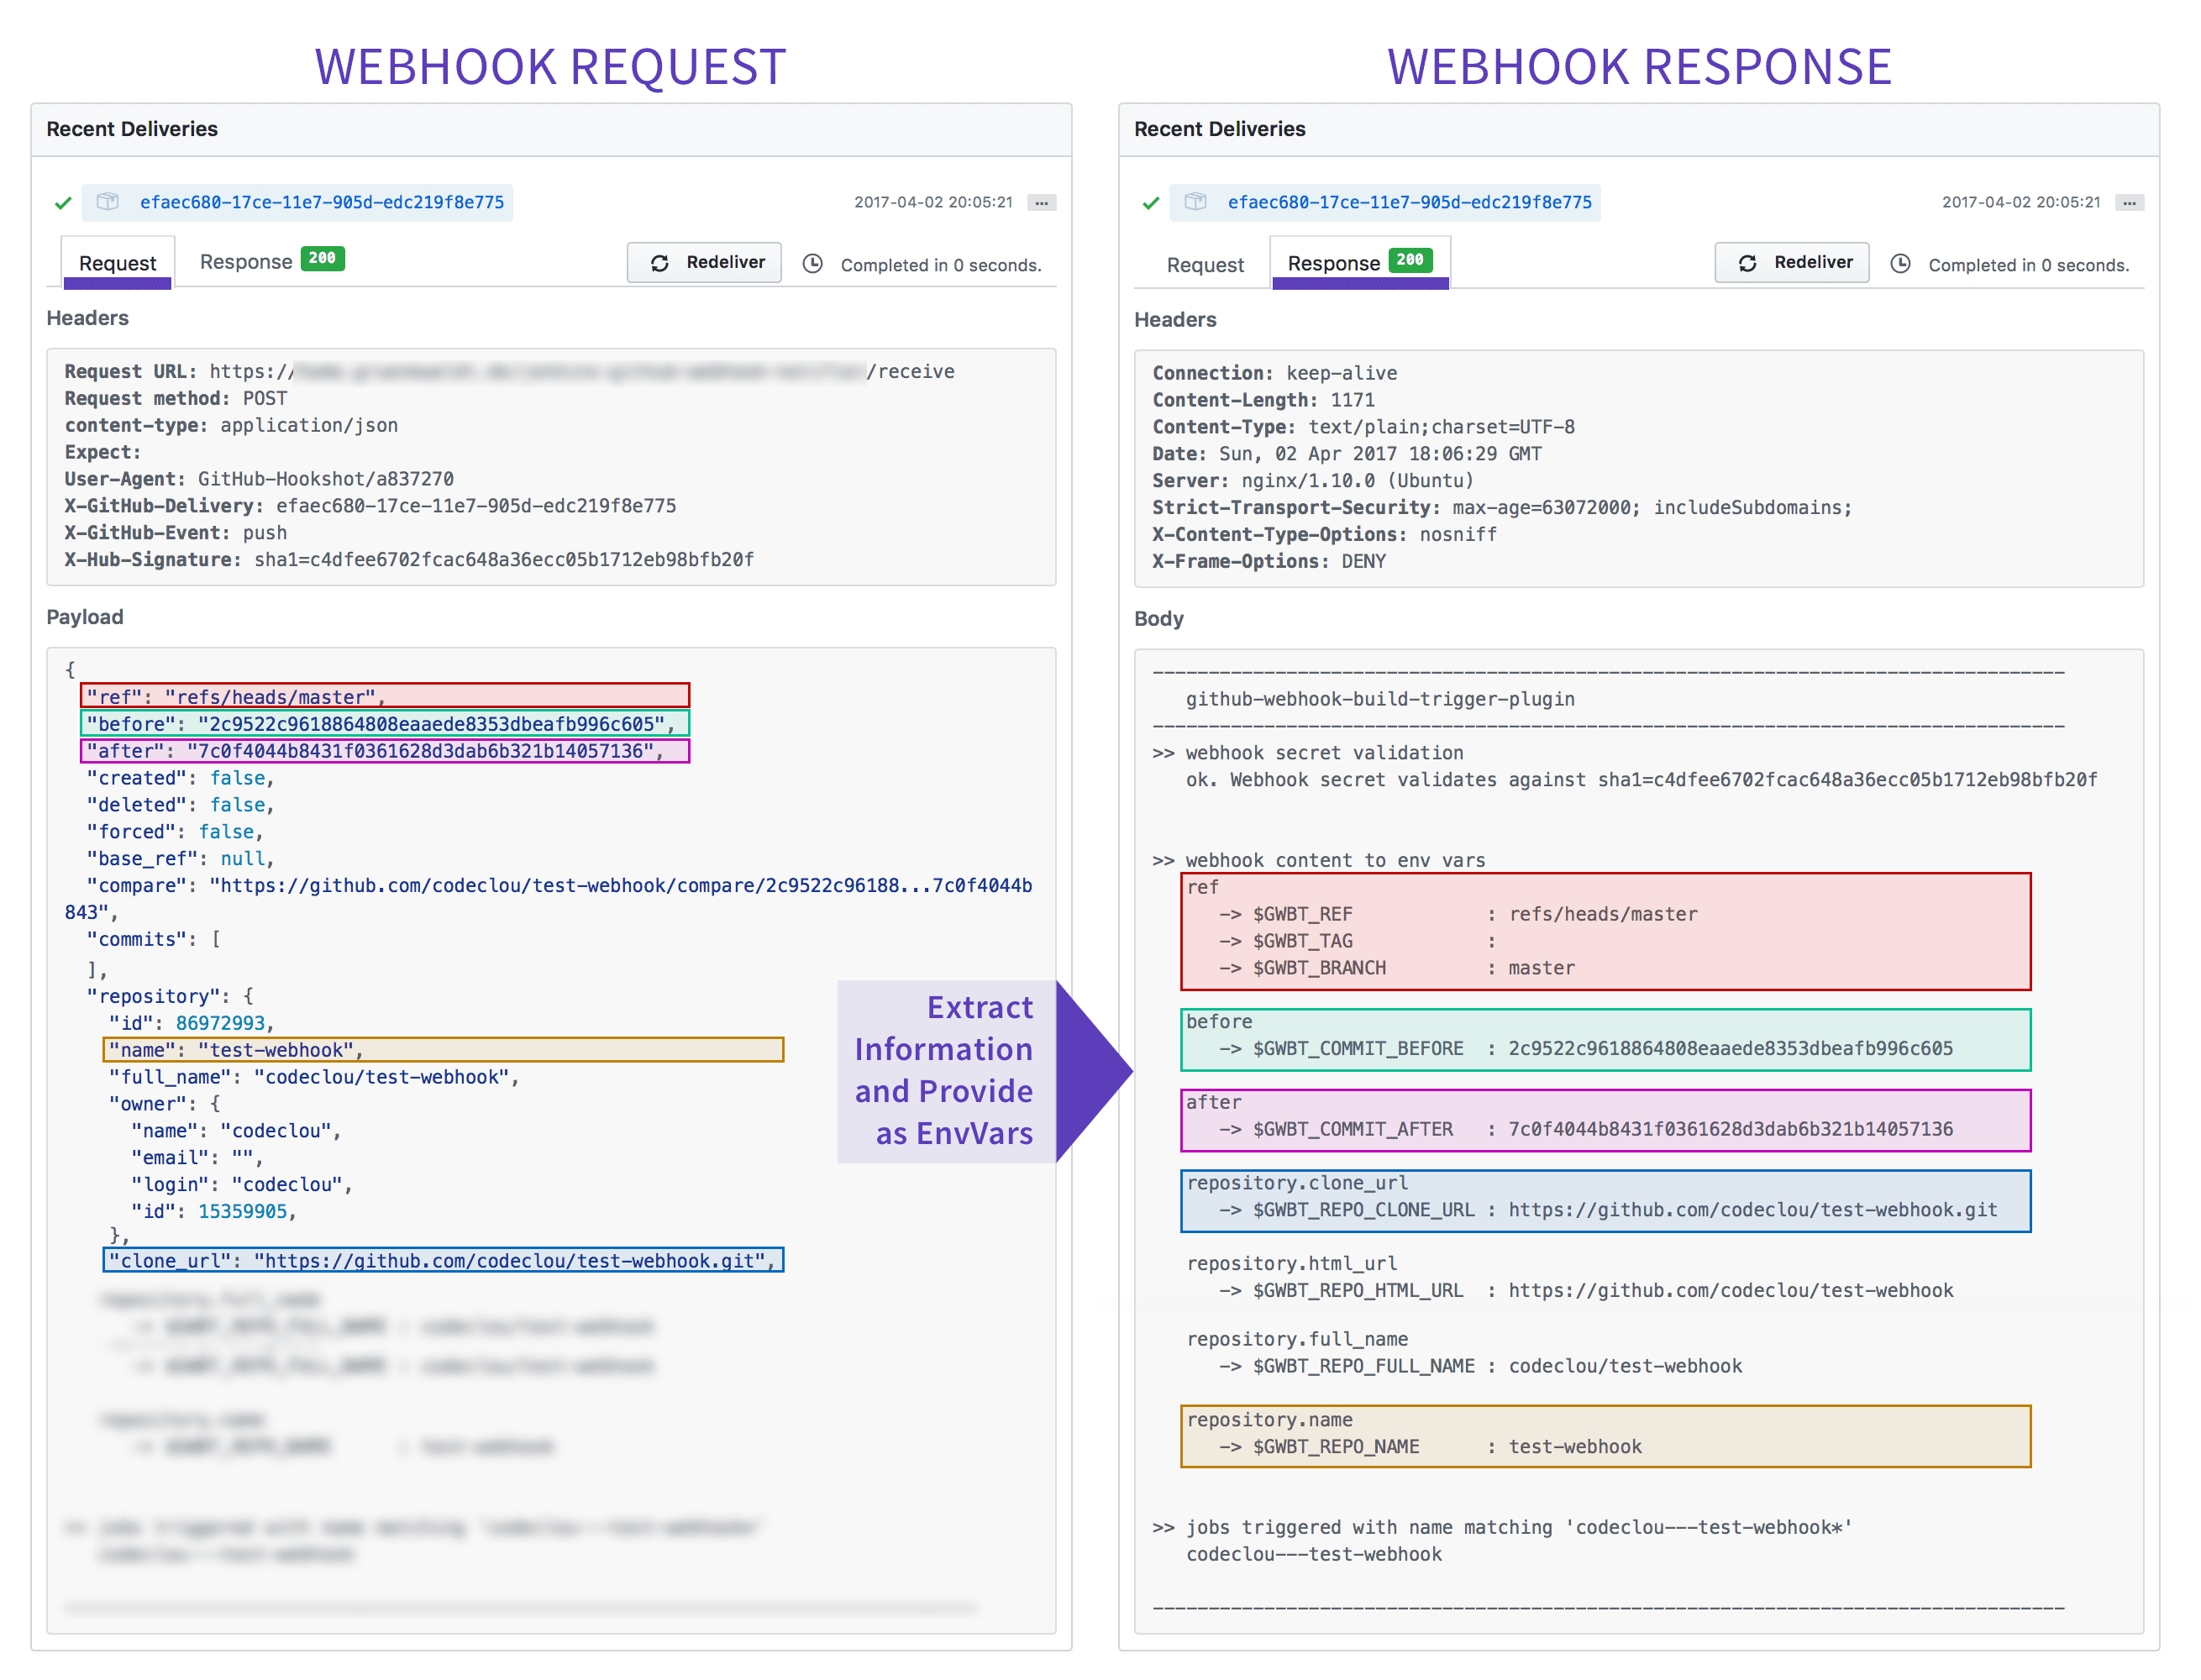 WEBHOOK REQUEST
Recent Deliveries
efaec680-17ce-11e7-905d-edc219f8e775
2017-04-02 20:05:21 ...
Request Response 200 Redeliver Completed in 0 seconds.
Headers
Request URL: https:// /receive
Request method: POST
content-type: application/json
Expect:
User-Agent: GitHub-Hookshot/a837270
X-GitHub-Delivery: efaec680-17ce-11e7-905d-edc219f8e775
X-GitHub-Event: push
X-Hub-Signature: sha1=c4dfee6702fcac648a36ecc05b1712eb98bfb20f
Payload
{
"ref": "refs/heads/master",
"before": "2c9522c9618864808eaaede8353dbeafb996c605",
"after": "7c0f4044b8431f0361628d3dab6b321b14057136",
"created": false,
"deleted": false,
"forced": false,
"base_ref": null,
"compare": "https://github.com/codeclou/test-webhook/compare/2c9522c96188...7c0f4044b
843",
"commits": [
],
"repository": {
"id": 86972993,
"name": "test-webhook",
"full_name": "codeclou/test-webhook",
"owner": {
"name": "codeclou",
"email": "",
"login": "codeclou",
"id": 15359905,
},
"clone_url": "https://github.com/codeclou/test-webhook.git",
Extract
Information
and Provide
as EnvVars
WEBHOOK RESPONSE
Recent Deliveries
efaec680-17ce-11e7-905d-edc219f8e775
2017-04-02 20:05:21 ...
Request Response 200 Redeliver Completed in 0 seconds.
Headers
Connection: keep-alive
Content-Length: 1171
Content-Type: text/plain;charset=UTF-8
Date: Sun, 02 Apr 2017 18:06:29 GMT
Server: nginx/1.10.0 (Ubuntu)
Strict-Transport-Security: max-age=63072000; includeSubdomains;
X-Content-Type-Options: nosniff
X-Frame-Options: DENY
Body
----------------------------------------------------------------------------------
github-webhook-build-trigger-plugin
----------------------------------------------------------------------------------
>> webhook secret validation
ok. Webhook secret validates against sha1=c4dfee6702fcac648a36ecc05b1712eb98bfb20f
>> webhook content to env vars
ref
-> $GWBT_REF : refs/heads/master
-> $GWBT_TAG :
-> $GWBT_BRANCH : master
before
-> $GWBT_COMMIT_BEFORE : 2c9522c9618864808eaaede8353dbeafb996c605
after
-> $GWBT_COMMIT_AFTER : 7c0f4044b8431f0361628d3dab6b321b14057136
repository.clone_url
-> $GWBT_REPO_CLONE_URL : https://github.com/codeclou/test-webhook.git
repository.html_url
-> $GWBT_REPO_HTML_URL : https://github.com/codeclou/test-webhook
repository.full_name
-> $GWBT_REPO_FULL_NAME : codeclou/test-webhook
repository.name
-> $GWBT_REPO_NAME : test-webhook
>> jobs triggered with name matching 'codeclou---test-webhook*'
codeclou---test-webhook
----------------------------------------------------------------------------------